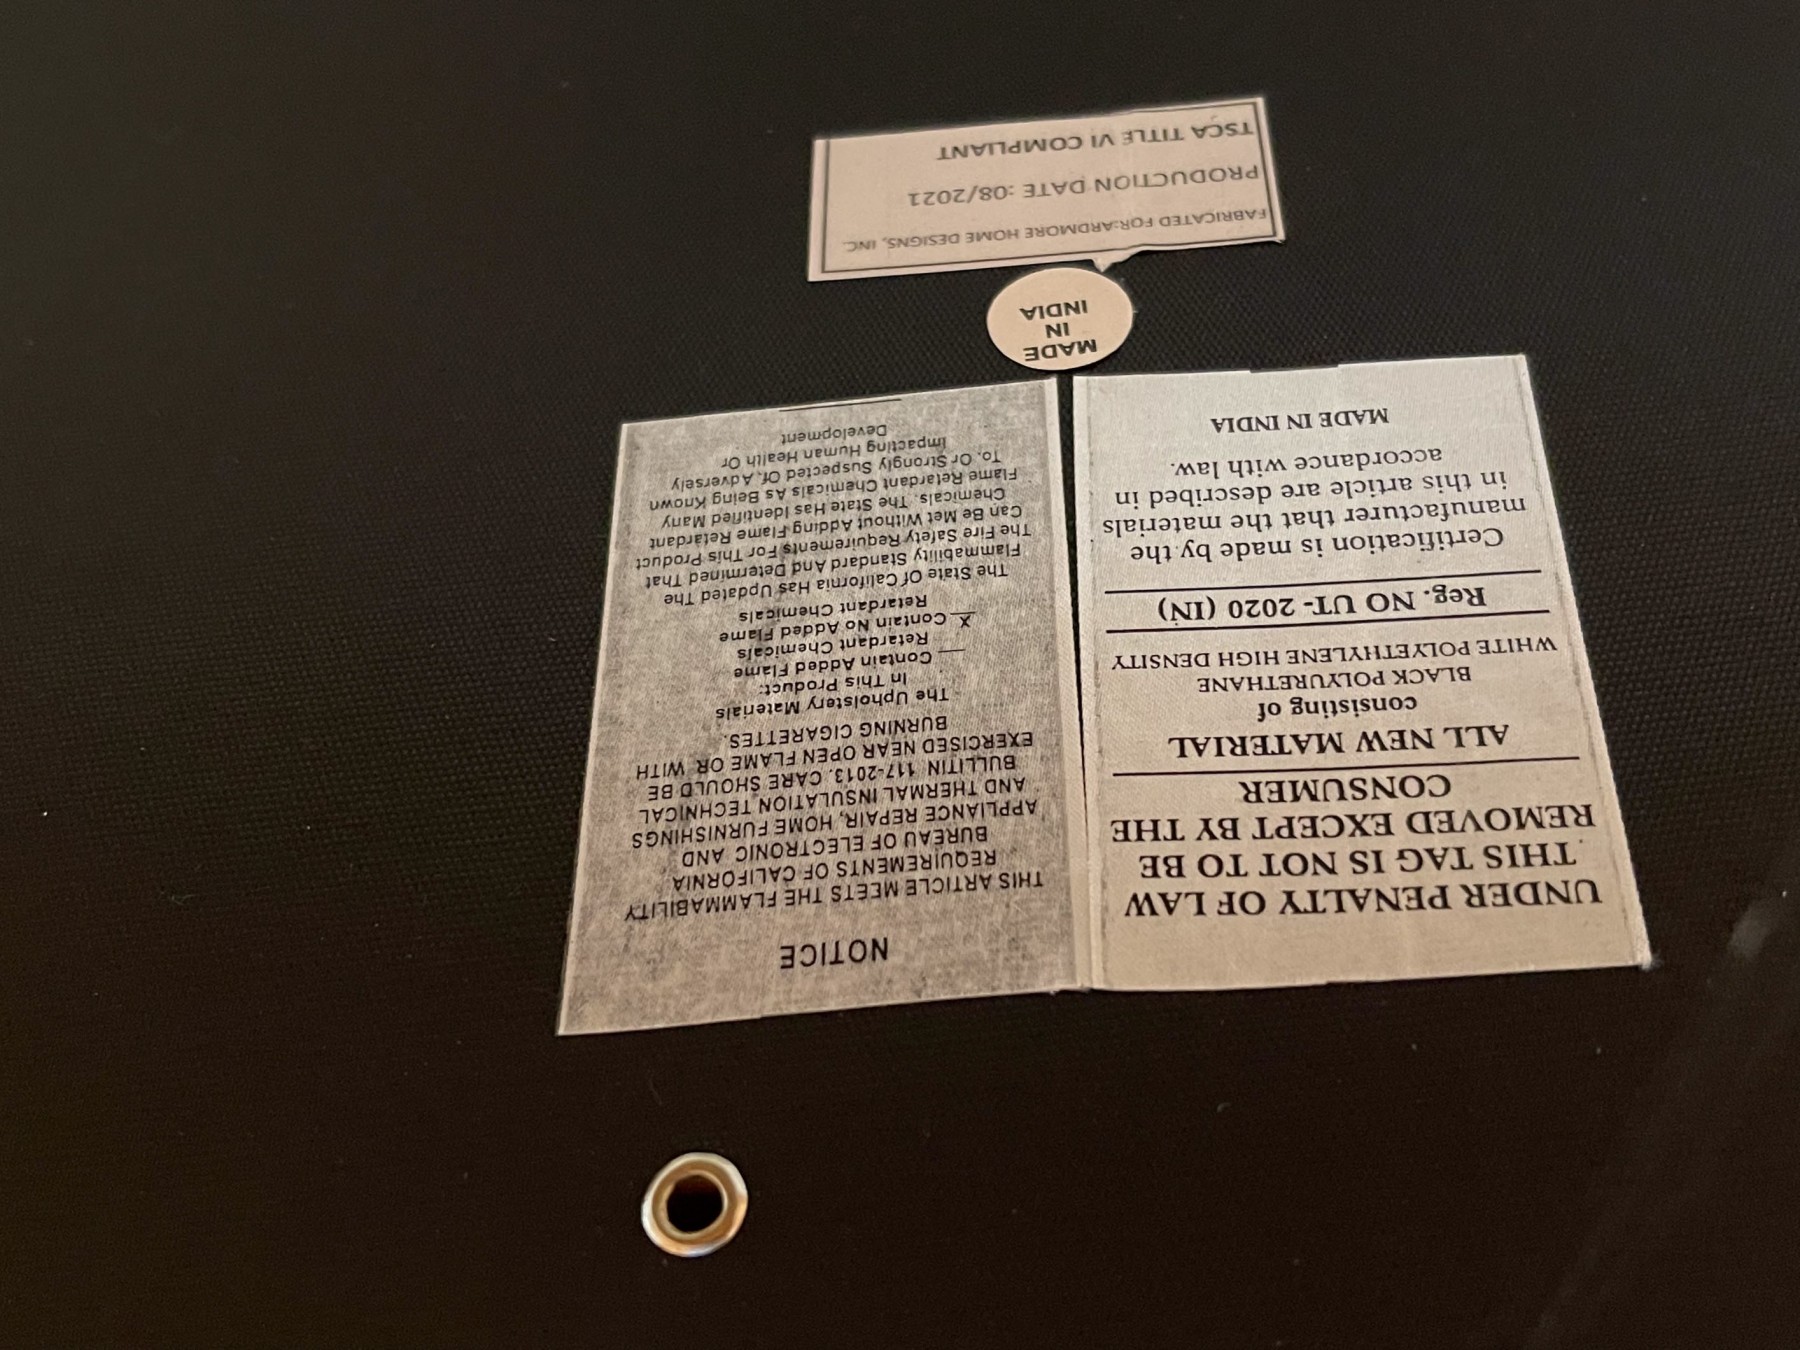 UNDER PENALTY OF LAW
THIS TAG IS NOT TO BE
REMOVED EXCEPT BY THE
CONSUMER
ALL NEW MATERIAL
consisting of
BLACK POLYURETHANE
WHITE POLYETHYLENE HIGH DENSITY
Reg. NO UT- 2020 (IN)
Certification is made by the
manufacturer that the materials
in this article are described in
accordance with law.
MADE IN INDIA
NOTICE
THIS ARTICLE MEETS THE FLAMMABILITY
REQUIREMENTS OF CALIFORNIA
BUREAU OF ELECTRONIC AND
APPLIANCE REPAIR, HOME FURNISHINGS
AND THERMAL INSULATION TECHNICAL
BULLITIN 117-2013. CARE SHOULD BE
EXERCISED NEAR OPEN FLAME OR WITH
BURNING CIGARETTES.
The Upholstery Materials
In This Product:
__ Contain Added Flame
Retardant Chemicals
_X_ Contain No Added Flame
Retardant Chemicals
The State Of California Has Updated The
Flammability Standard And Determined That
The Fire Safety Requirements For This Product
Can Be Met Without Adding Flame Retardant
Chemicals. The State Has Identified Many
Flame Retardant Chemicals As Being Known
To, Or Strongly Suspected Of, Adversely
Impacting Human Health Or
Development
MADE
IN
INDIA
FABRICATED FOR:ARDMORE HOME DESIGNS, INC.
PRODUCTION DATE :08/2021
TSCA TITLE VI COMPLIANT